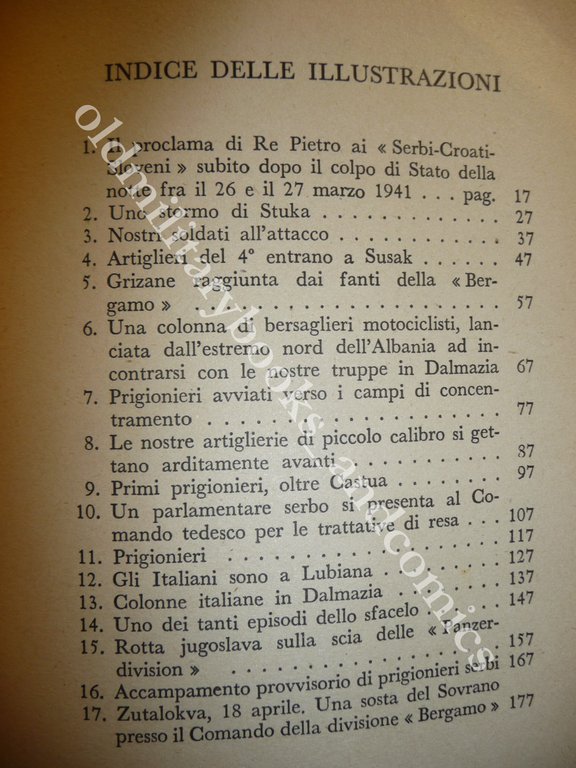 INDICE DELLE ILLUSTRAZIONI
1. Il proclama di Re Pietro ai « Serbi-Croati-
Sloveni » subito dopo il colpo di Stato della
notte fra il 26 e il 27 marzo 1941 . . . pag. 17
2. Uno stormo di Stuka . . . . . . . . . . . . 27
3. Nostri soldati all'attacco . . . . . . . . . . . 37
4. Artiglieri del 4° entrano a Susak . . . . 47
5. Grizane raggiunta dai fanti della « Ber-
gamo » . . . . . . . . . . . . . . . . . . . 57
6. Una colonna di bersaglieri motociclisti, lan-
ciata dall'estremo nord dell'Albania ad in-
contrarsi con le nostre truppe in Dalmazia 67
7. Prigionieri avviati verso i campi di concen-
tramento . . . . . . . . . . . . . . . . . 77
8. Le nostre artiglierie di piccolo calibro si get-
tano arditamente avanti . . . . . . . . . . 87
9. Primi prigionieri, oltre Castua . . . . . . 97
10. Un parlamentare serbo si presenta al Co-
mando tedesco per le trattative di resa . . . 107
11. Prigionieri . . . . . . . . . . . . . . . . 117
12. Gli Italiani sono a Lubiana . . . . . . . . 127
13. Colonne italiane in Dalmazia . . . . . . . 137
14. Uno dei tanti episodi dello sfacelo . . . . 147
15. Rotta jugoslava sulla scia delle « Panzer-
division » . . . . . . . . . . . . . . . . 157
16. Accampamento provvisorio di prigionieri serbi 167
17. Zutalokva, 18 aprile. Una sosta del Sovrano
presso il Comando della divisione « Bergamo » 177
oldmilitarybooks_andcomics